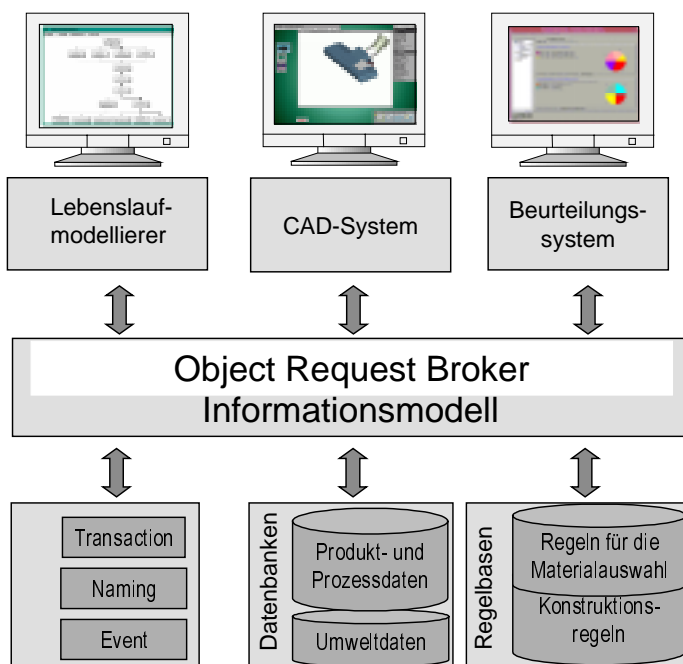 Lebenslauf-
modellierer
CAD-System
Beurteilungs-
system
Object Request Broker
Informationsmodell
Transaction
Naming
Event
Datenbanken
Produkt- und
Prozessdaten
Umweltdaten
Regelbasen
Regeln für die
Materialauswahl
Konstruktions-
regeln